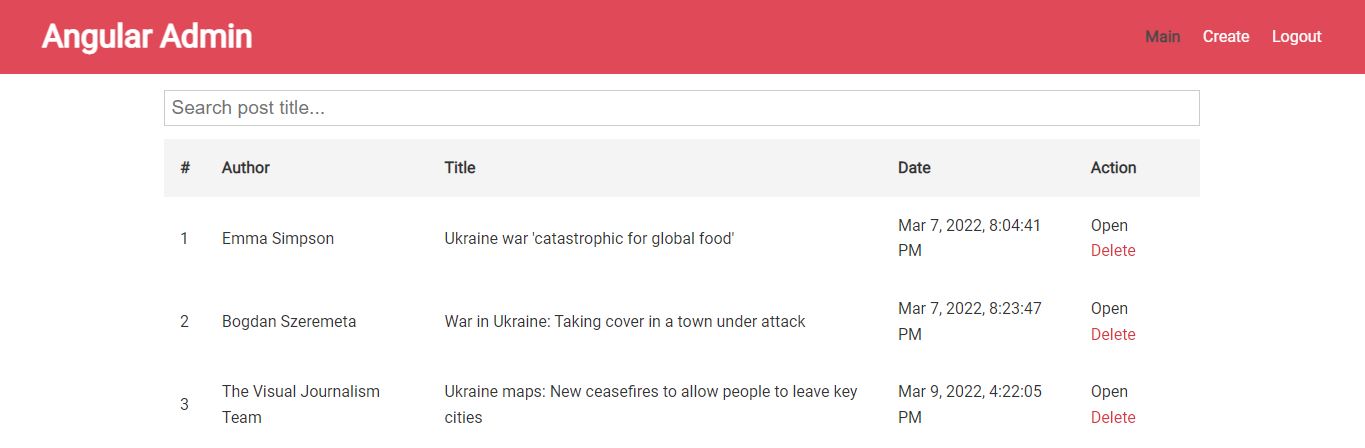 Angular Admin
Main Create Logout
Search post title...
# Author Title Date Action
1 Emma Simpson Ukraine war 'catastrophic for global food' Mar 7, 2022, 8:04:41 PM Open Delete
2 Bogdan Szeremeta War in Ukraine: Taking cover in a town under attack Mar 7, 2022, 8:23:47 PM Open Delete
3 The Visual Journalism Team Ukraine maps: New ceasefires to allow people to leave key cities Mar 9, 2022, 4:22:05 PM Open Delete